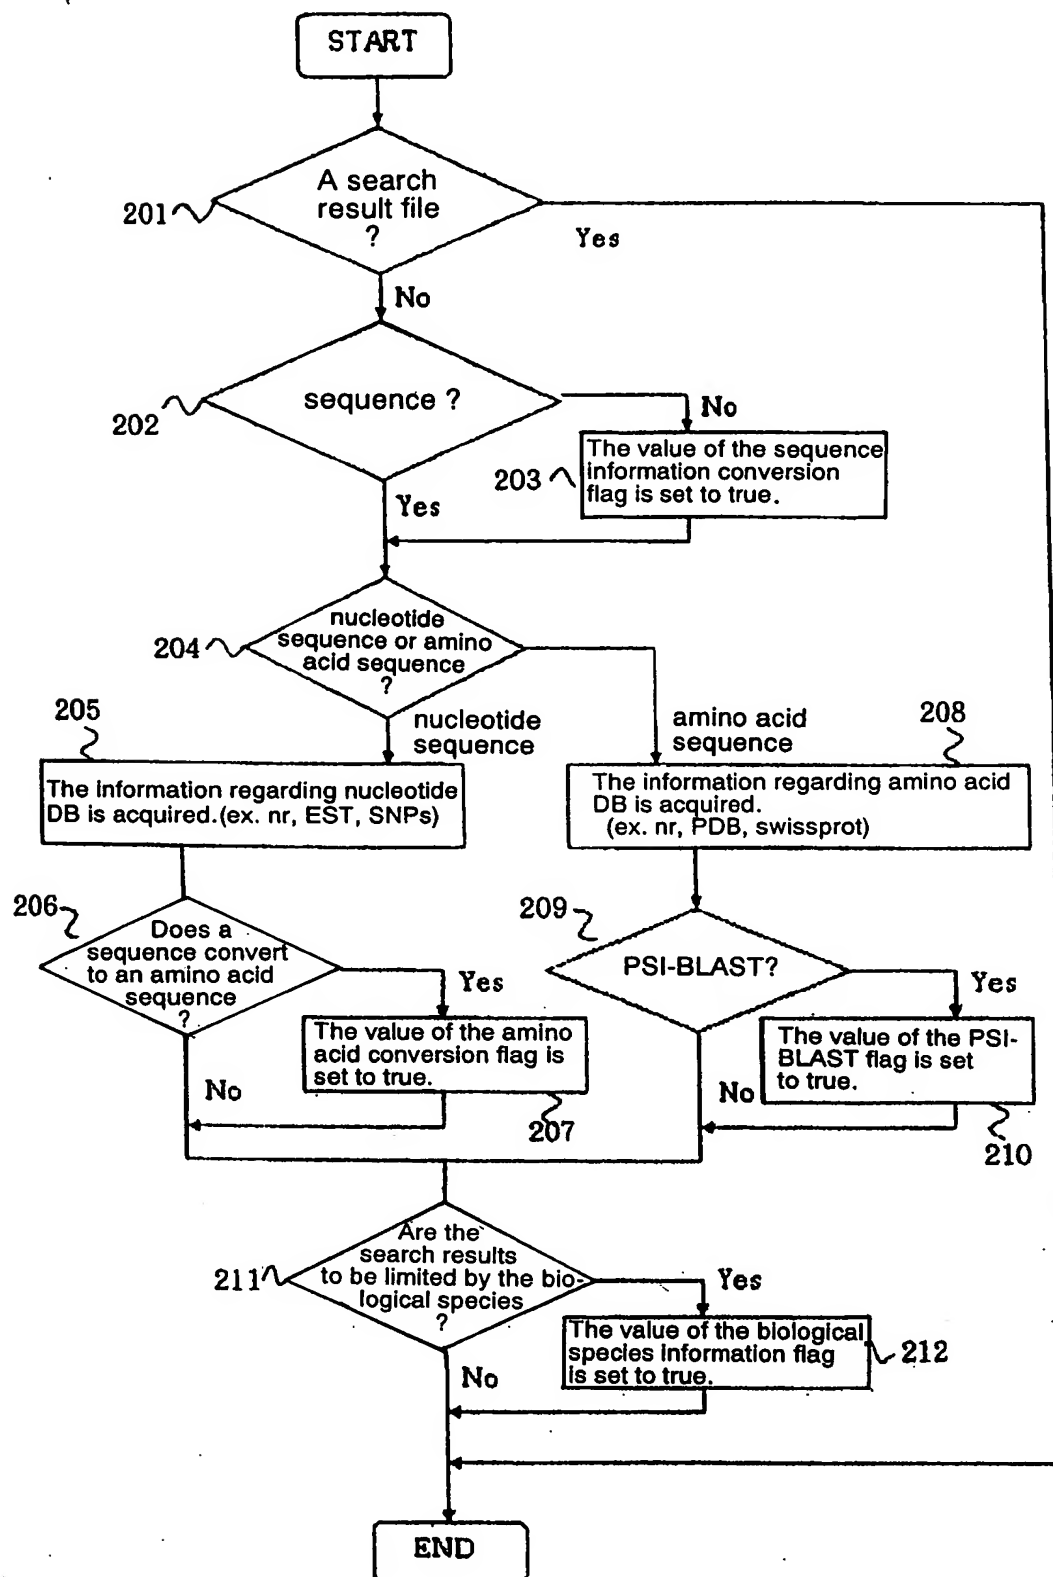 START
A search
result file
?
201
Yes
No
sequence ?
202
No
The value of the sequence
information conversion
flag is set to true.
203
Yes
nucleotide
sequence or amino
acid sequence
?
204
205
nucleotide
sequence
amino acid
sequence
208
The information regarding nucleotide
DB is acquired.(ex. nr, EST, SNPs)
The information regarding amino acid
DB is acquired.
(ex. nr, PDB, swissprot)
206
Does a
sequence convert
to an amino acid
sequence
?
Yes
209
PSI-BLAST?
Yes
The value of the amino
acid conversion flag is
set to true.
No
207
The value of the PSI-
BLAST flag is set
to true.
No
210
Are the
search results
to be limited by the bio-
logical species
?
211
Yes
The value of the biological
species information flag
is set to true.
212
No
END